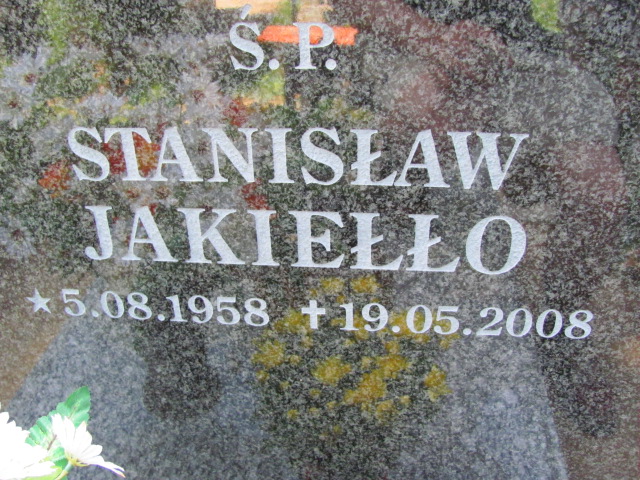 Ś.P.
STANISŁAW
JAKIEŁŁO
★ 5.08.1958 ✝ 19.05.2008